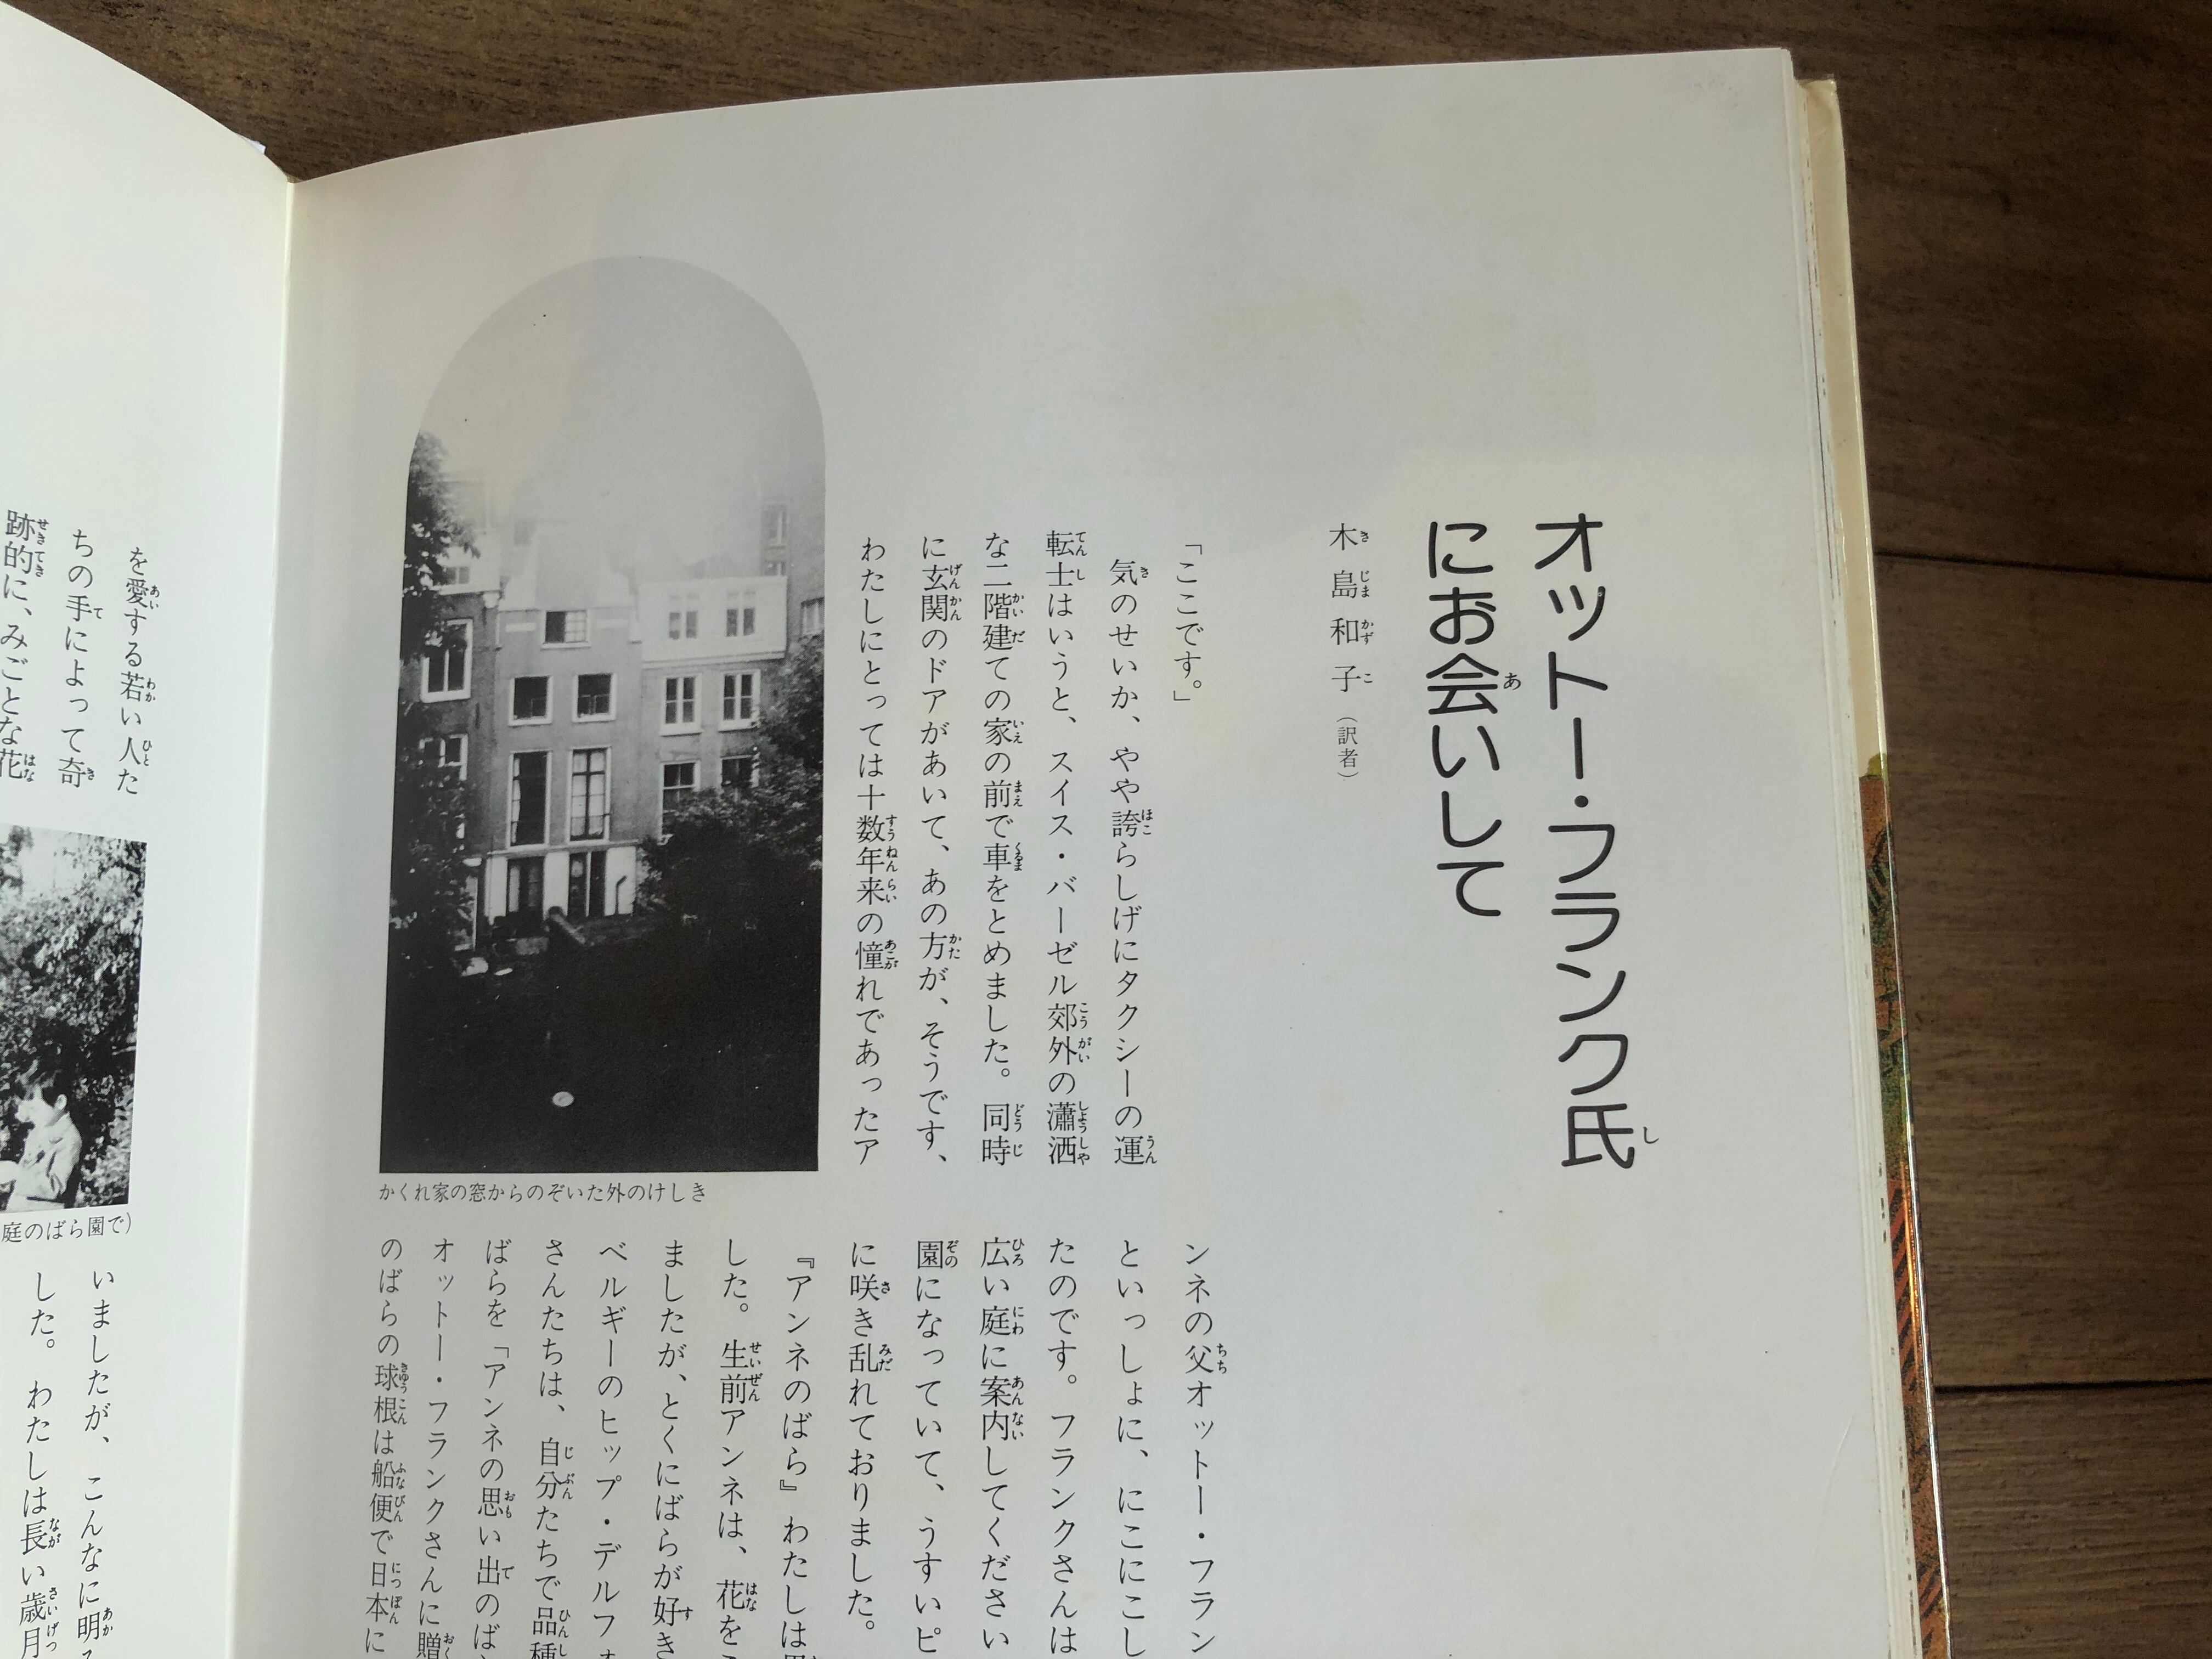 オットー・フランク氏
にお会いして
木島和子(訳者)
「ここです。」
気のせいか、やや誇らしげにタクシーの運
転士はいうと、スイス・バーゼル郊外の瀟洒
な二階建ての家の前で車をとめました。同時
に玄関のドアがあいて、あの方が、そうです、
わたしにとっては十数年来の憧れであったア
かくれ家の窓からのぞいた外のけしき
ンネの父オットー・フラン
といっしょに、にこにこし
たのです。フランクさんは
広い庭に案内してください
園になっていて、うすいピ
に咲き乱れておりました。
『アンネのばら』わたしは
した。生前アンネは、花を
ましたが、とくにばらが好き
ベルギーのヒップ・デルフォ
さんたちは、自分たちで品種
ばらを「アンネの思い出のば
オットー・フランクさんに贈
のばらの球根は船便で日本に
を愛する若い人た
ちの手によって奇
跡的に、みごとな花
庭のばら園で)
いましたが、こんなに明る
した。わたしは長い歳月